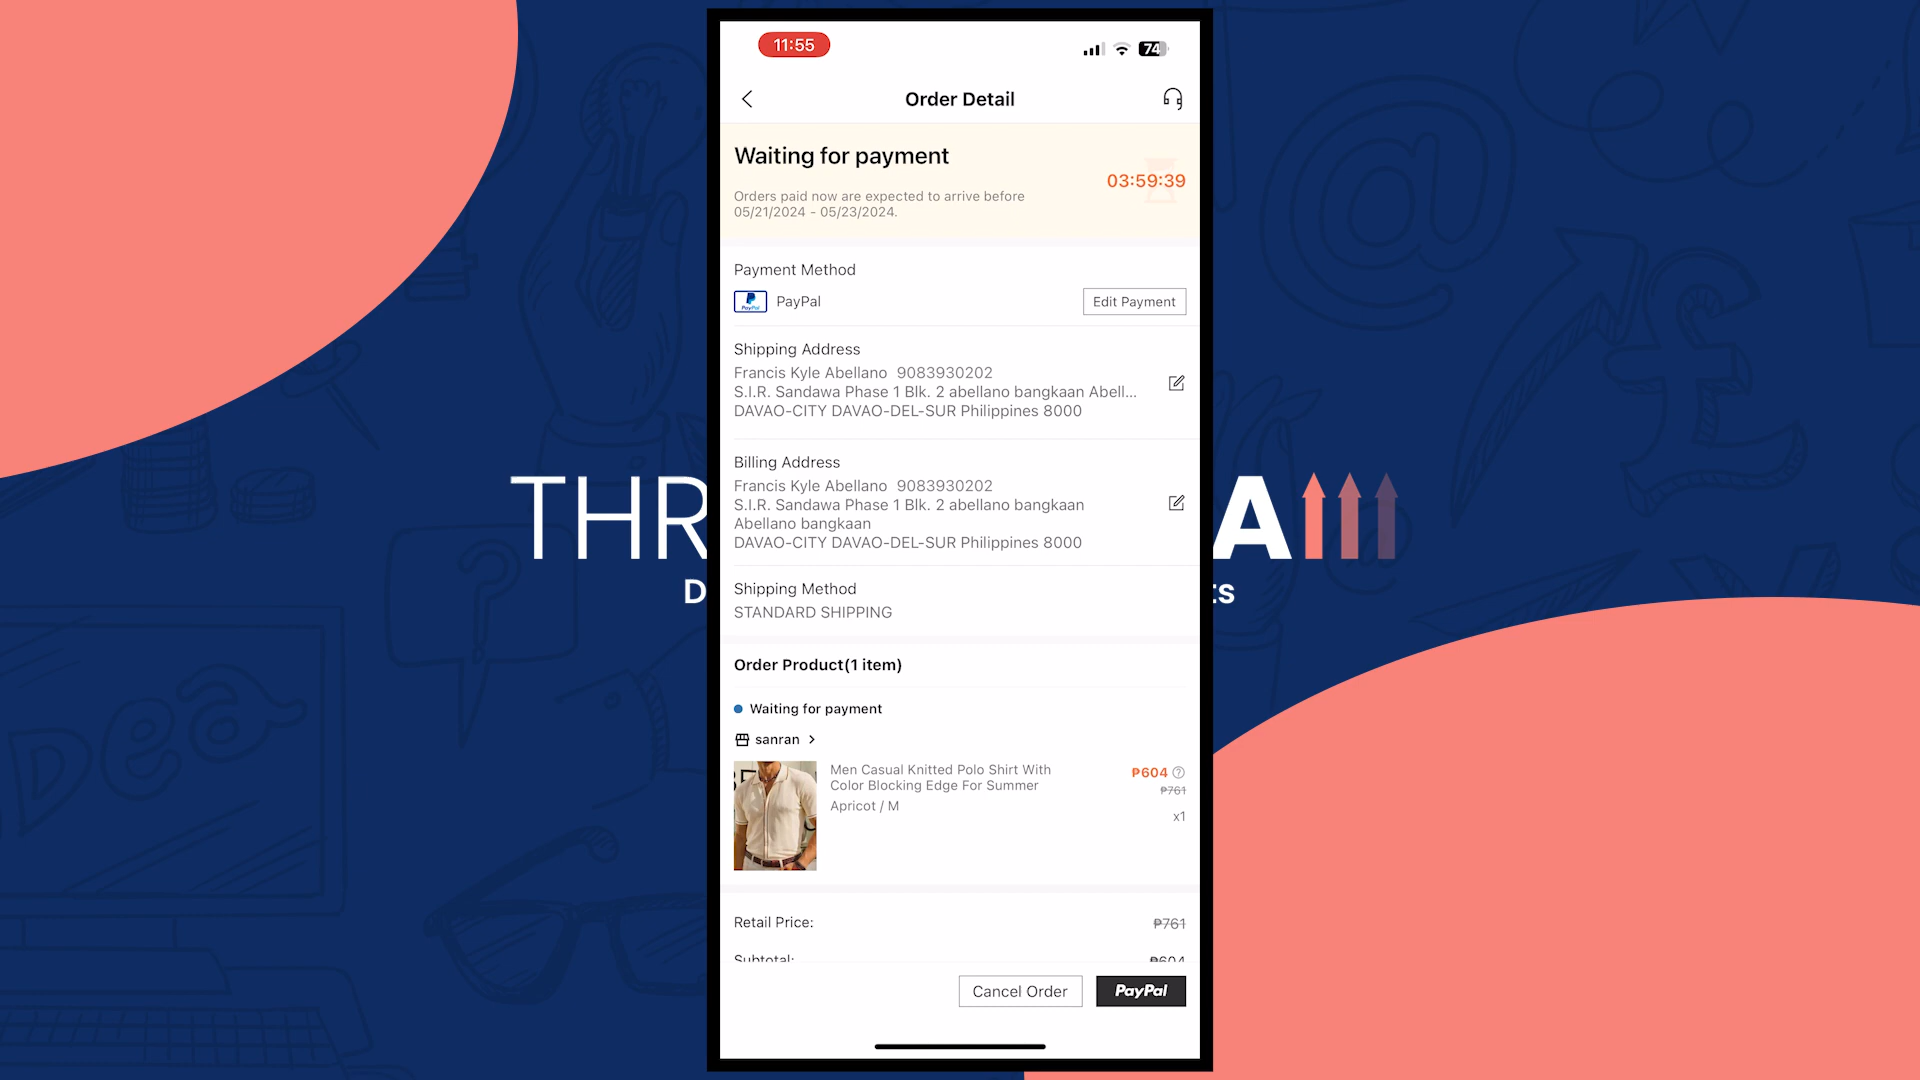 11:55
74
Order Detail
Waiting for payment
03:59:39
Orders paid now are expected to arrive before
05/21/2024 - 05/23/2024.
Payment Method
PayPal
PayPal
Edit Payment
Shipping Address
Francis Kyle Abellano 9083930202
S.I.R. Sandawa Phase 1 Blk. 2 abellano bangkaan Abell...
DAVAO-CITY DAVAO-DEL-SUR Philippines 8000
Billing Address
Francis Kyle Abellano 9083930202
S.I.R. Sandawa Phase 1 Blk. 2 abellano bangkaan
Abellano bangkaan
DAVAO-CITY DAVAO-DEL-SUR Philippines 8000
THR A
D ts
Shipping Method
STANDARD SHIPPING
Order Product(1 item)
Waiting for payment
sanran
Men Casual Knitted Polo Shirt With
Color Blocking Edge For Summer
Apricot / M
₱604
₱761
x1
Retail Price:
₱761
Subtotal:
₱604
Cancel Order
PayPal
Dea
@
£
?